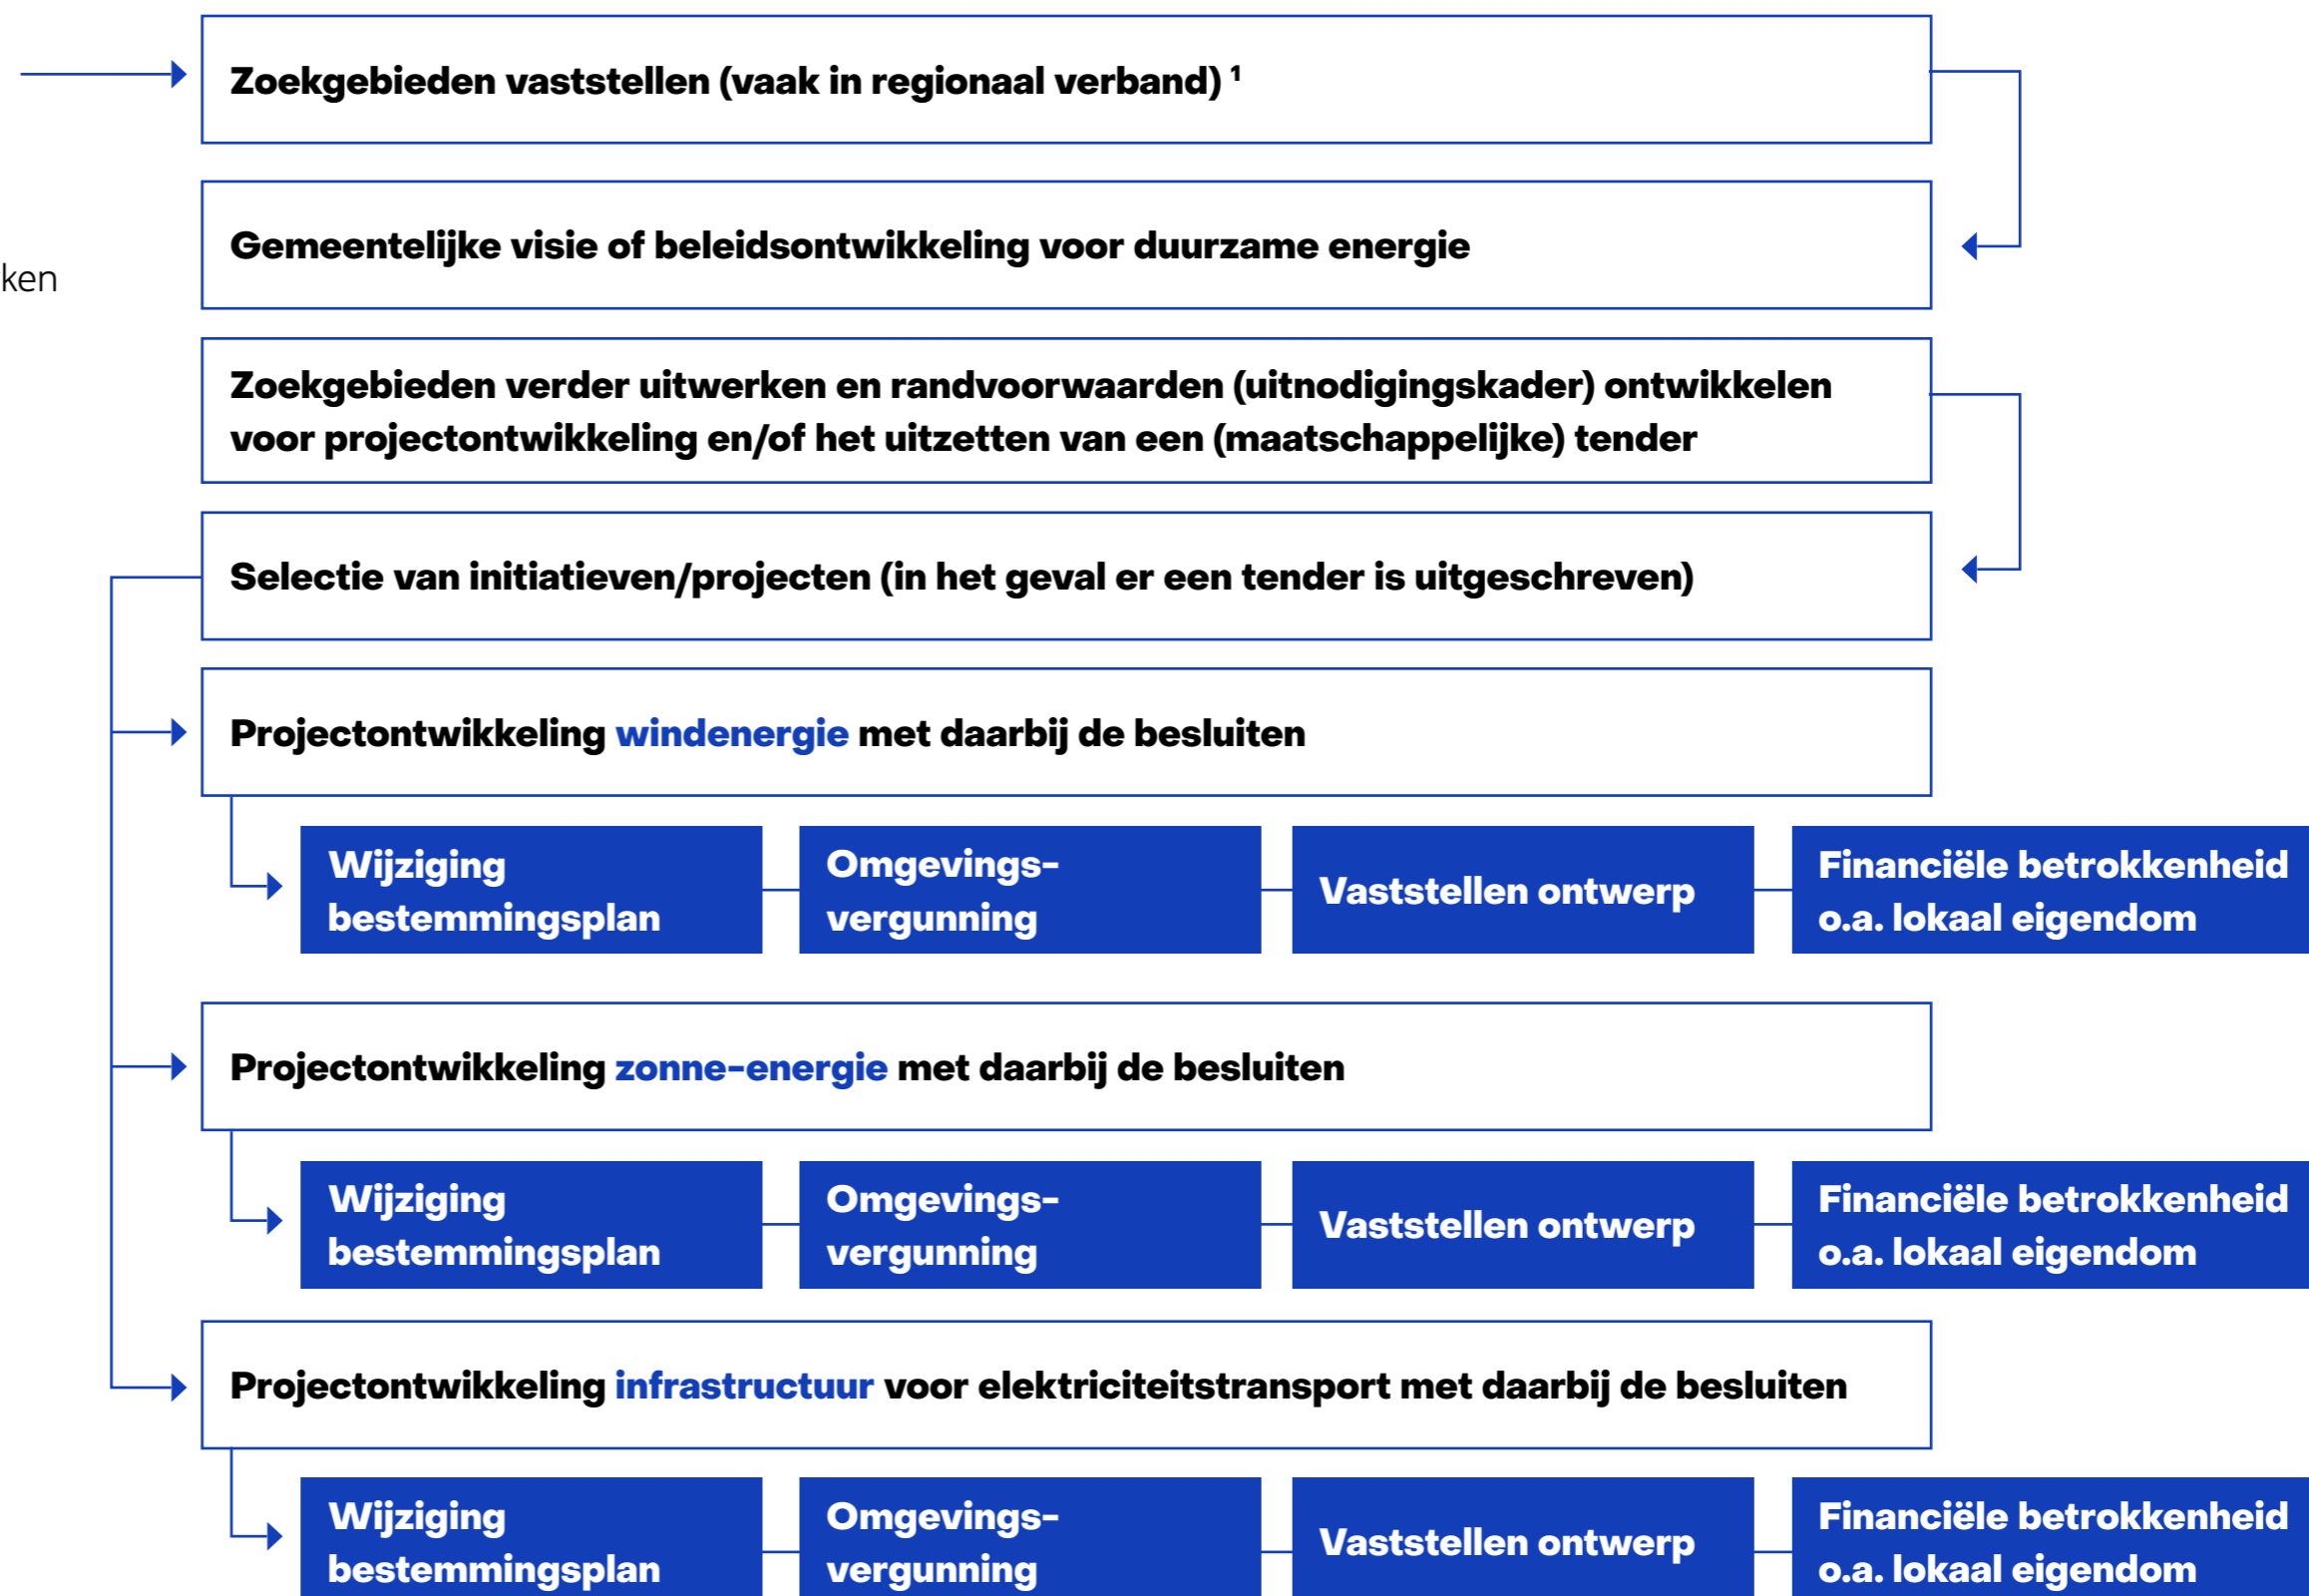 Zoekgebieden vaststellen (vaak in regionaal verband) ¹
Gemeentelijke visie of beleidsontwikkeling voor duurzame energie
ken
Zoekgebieden verder uitwerken en randvoorwaarden (uitnodigingskader) ontwikkelen
voor projectontwikkeling en/of het uitzetten van een (maatschappelijke) tender
Selectie van initiatieven/projecten (in het geval er een tender is uitgeschreven)
Projectontwikkeling windenergie met daarbij de besluiten
Wijziging
bestemmingsplan
Omgevings-
vergunning
Vaststellen ontwerp
Financiële betrokkenheid
o.a. lokaal eigendom
Projectontwikkeling zonne-energie met daarbij de besluiten
Wijziging
bestemmingsplan
Omgevings-
vergunning
Vaststellen ontwerp
Financiële betrokkenheid
o.a. lokaal eigendom
Projectontwikkeling infrastructuur voor elektriciteitstransport met daarbij de besluiten
Wijziging
bestemmingsplan
Omgevings-
vergunning
Vaststellen ontwerp
Financiële betrokkenheid
o.a. lokaal eigendom